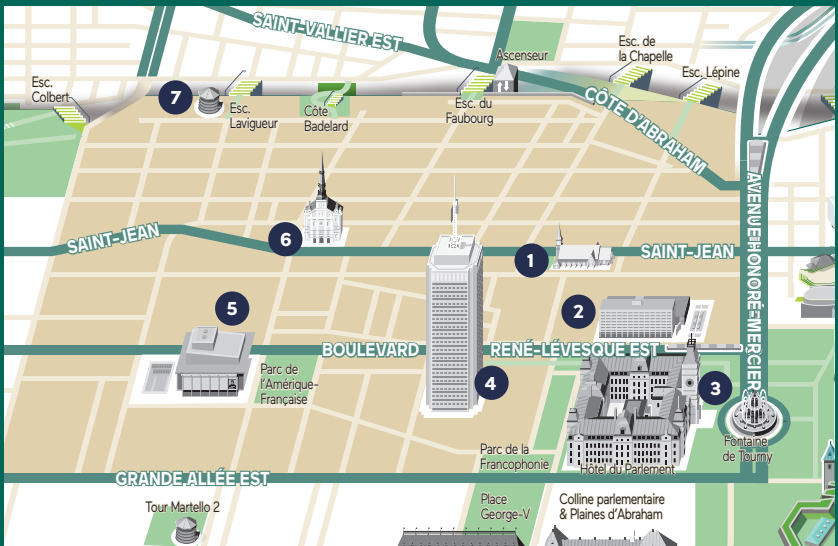 SAINT-VALLIER EST
Ascenseur
Esc. de
la Chapelle
Esc. Lépine
Esc.
Colbert
7
Esc.
Lavigueur
Côte
Badelard
Esc. du
Faubourg
CÔTE D'ABRAHAM
AVENUE HONORÉ-MERCIER
SAINT-JEAN
6
1
SAINT-JEAN
5
2
BOULEVARD
RENÉ-LÉVESQUE EST
Parc de
l'Amérique-
Française
4
3
Fontaine
de Tourny
Parc de la
Francophonie
Hôtel du Parlement
GRANDE ALLÉE EST
Tour Martello 2
Place
George-V
Colline parlementaire
& Plaines d'Abraham